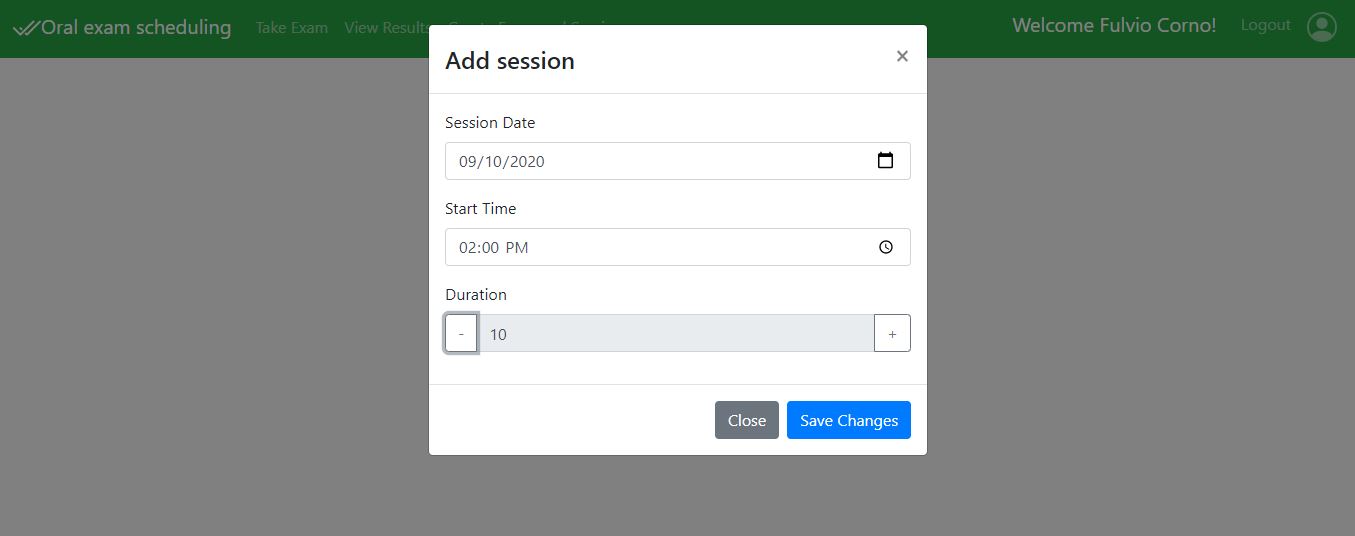 Oral exam scheduling Take Exam View Results Welcome Fulvio Corno! Logout
Add session ×
Session Date
09/10/2020
Start Time
02:00 PM
Duration
- 10 +
Close Save Changes